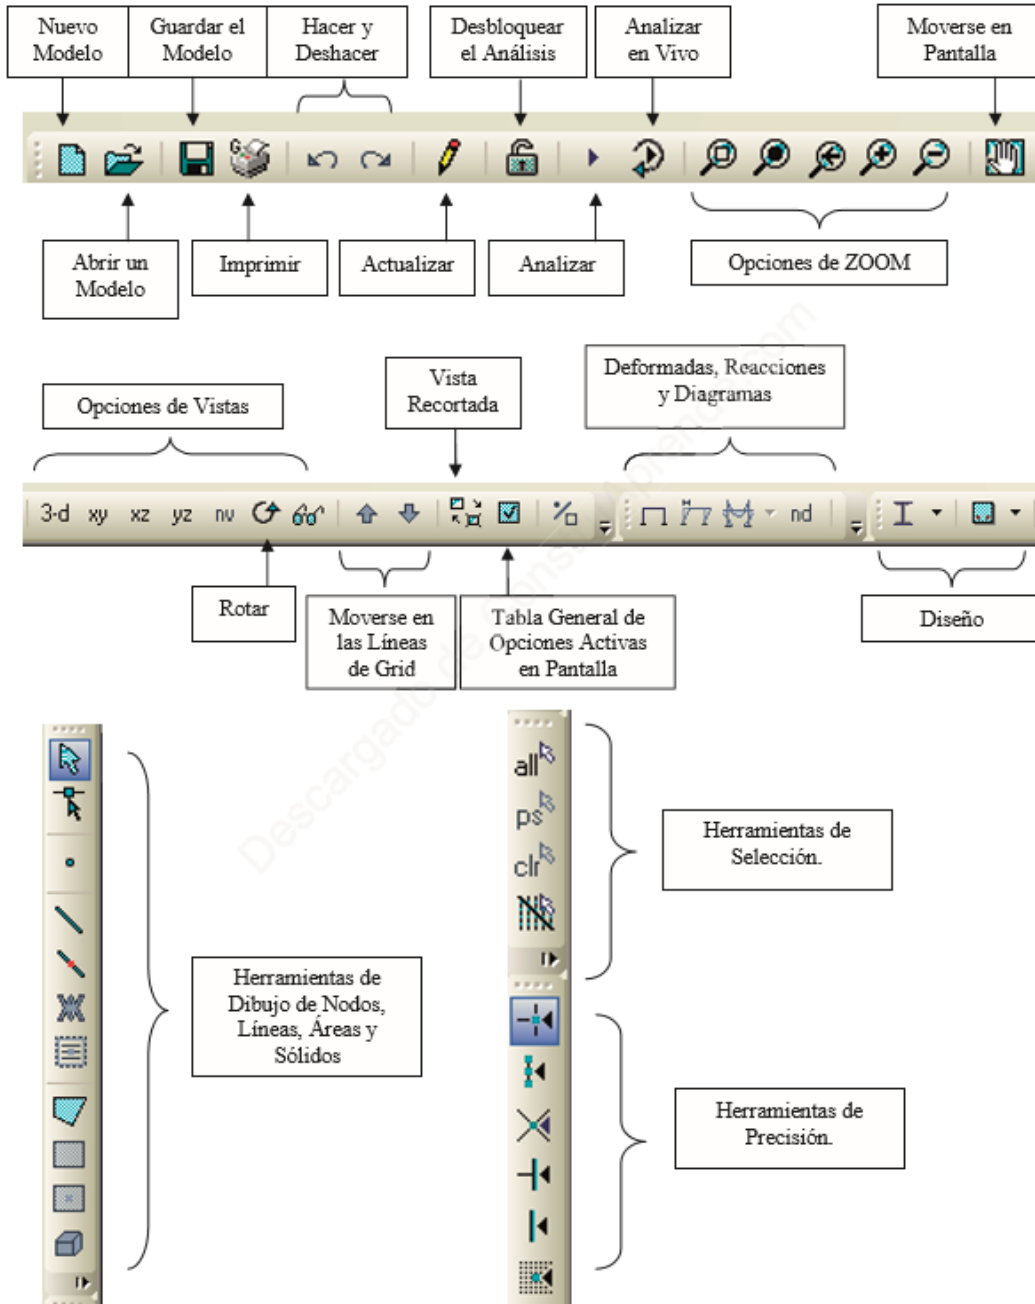 Nuevo
Modelo
Guardar el
Modelo
Hacer y
Deshacer
Desbloquear
el Análisis
Analizar
en Vivo
Moverse en
Pantalla
Abrir un
Modelo
Imprimir
Actualizar
Analizar
Opciones de ZOOM
Opciones de Vistas
Vista
Recortada
Deformadas, Reacciones
y Diagramas
3-d xy xz yz nv
nd
Rotar
Moverse en
las Líneas
de Grid
Tabla General de
Opciones Activas
en Pantalla
Diseño
all
ps
clr
Herramientas de
Selección.
Herramientas de
Dibujo de Nodos,
Líneas, Áreas y
Sólidos
Herramientas de
Precisión.